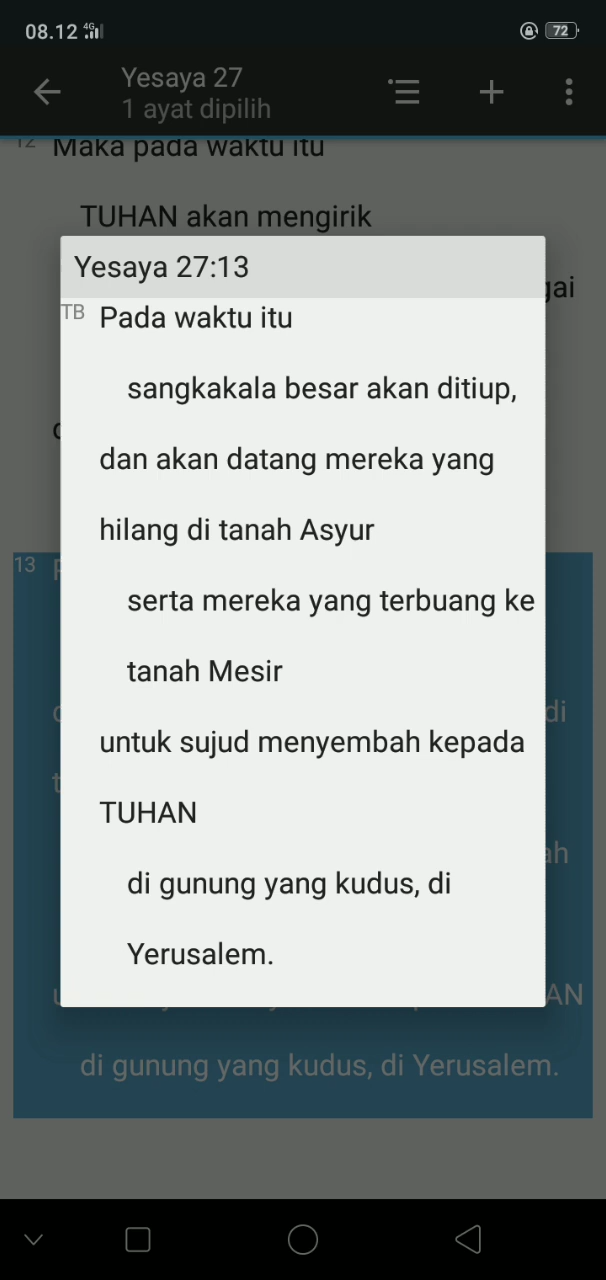 08.12 4G 72
Yesaya 27
1 ayat dipilih
12 Maka pada waktu itu
TUHAN akan mengirik
Yesaya 27:13
TB Pada waktu itu
sangkakala besar akan ditiup,
dan akan datang mereka yang
hilang di tanah Asyur
serta mereka yang terbuang ke
tanah Mesir
untuk sujud menyembah kepada
TUHAN
di gunung yang kudus, di
Yerusalem.
13
di
di gunung yang kudus, di Yerusalem.